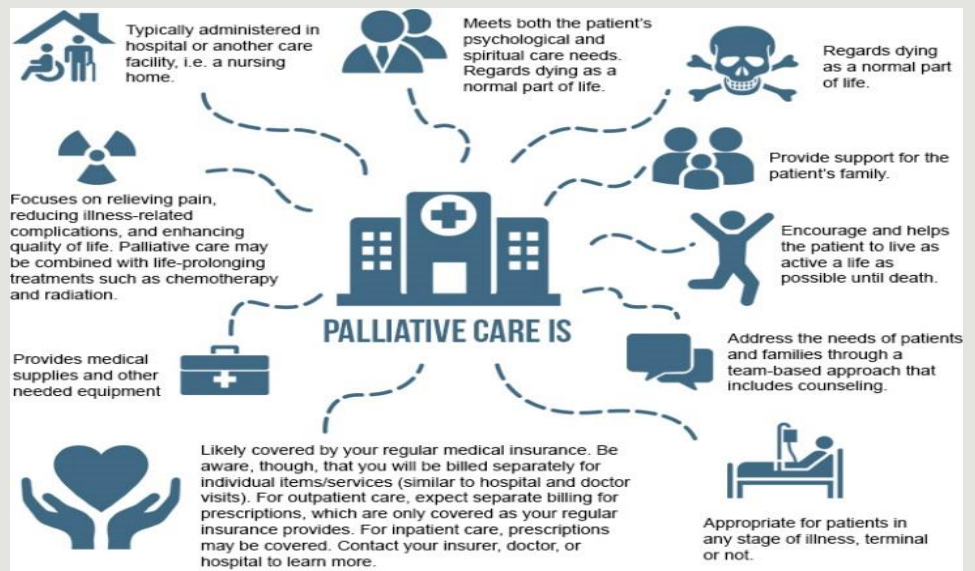 Typically administered in
hospital or another care
facility, i.e. a nursing
home.
Meets both the patient's
psychological and
spiritual care needs.
Regards dying as a
normal part of life.
Regards dying
as a normal part
of life.
Provide support for the
patient's family.
Focuses on relieving pain,
reducing illness-related
complications, and enhancing
quality of life. Palliative care may
be combined with life-prolonging
treatments such as chemotherapy
and radiation.
Encourage and helps
the patient to live as
active a life as
possible until death.
PALLIATIVE CARE IS
Provides medical
supplies and other
needed equipment
Address the needs of patients
and families through a
team-based approach that
includes counseling.
Likely covered by your regular medical insurance. Be
aware, though, that you will be billed separately for
individual items/services (similar to hospital and doctor
visits). For outpatient care, expect separate billing for
prescriptions, which are only covered as your regular
insurance provides. For inpatient care, prescriptions
may be covered. Contact your insurer, doctor, or
hospital to learn more.
Appropriate for patients in
any stage of illness, terminal
or not.